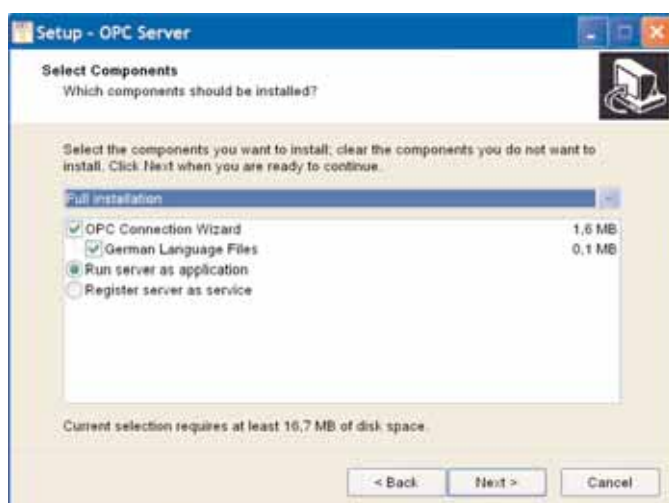 Setup - OPC Server
Select Components
Which components should be installed?
Select the components you want to install; clear the components you do not want to
install. Click Next when you are ready to continue.
Full installation
OPC Connection Wizard 1,6 MB
German Language Files 0,1 MB
Run server as application
Register server as service
Current selection requires at least 16,7 MB of disk space.
< Back Next > Cancel